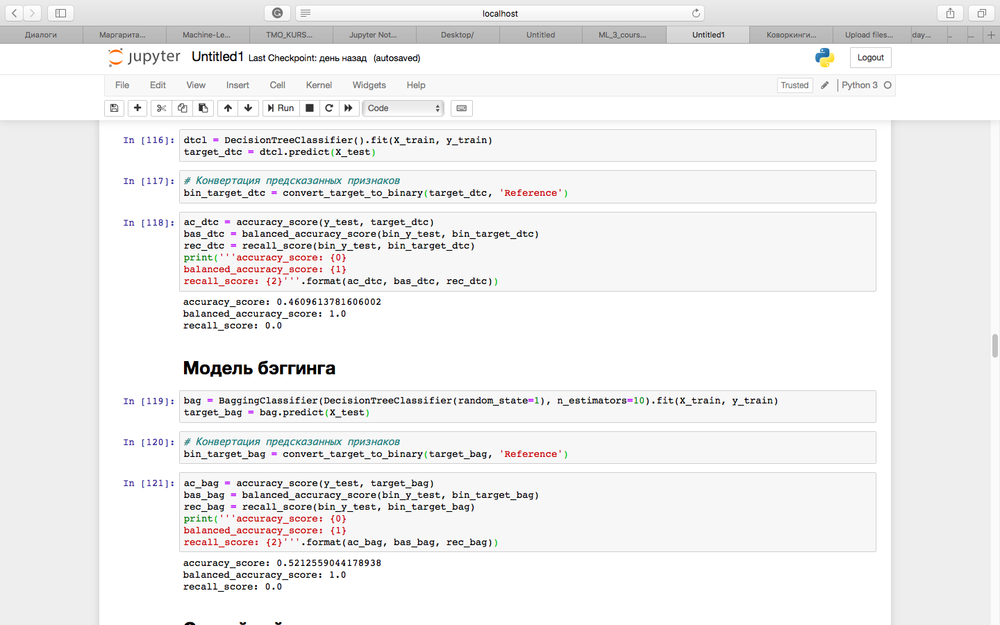 localhost
Диалоги
Маргарита...
Machine-Le...
TMO_KURS...
Jupyter Not...
Desktop/
Untitled
ML_3_cours...
Untitled1
Коворкинги...
Upload files...
day...
..
...
jupyter Untitled1 Last Checkpoint: день назад (autosaved)
Logout
File Edit View Insert Cell Kernel Widgets Help
Trusted
Python 3
Run
Code
In [116]: dtcl = DecisionTreeClassifier().fit(X_train, y_train)
target_dtc = dtcl.predict(X_test)
In [117]: # Конвертация предсказанных признаков
bin_target_dtc = convert_target_to_binary(target_dtc, 'Reference')
In [118]: ac_dtc = accuracy_score(y_test, target_dtc)
bas_dtc = balanced_accuracy_score(bin_y_test, bin_target_dtc)
rec_dtc = recall_score(bin_y_test, bin_target_dtc)
print('''accuracy_score: {0}
balanced_accuracy_score: {1}
recall_score: {2}'''.format(ac_dtc, bas_dtc, rec_dtc))
accuracy_score: 0.4609613781606002
balanced_accuracy_score: 1.0
recall_score: 0.0
Модель бэггинга
In [119]: bag = BaggingClassifier(DecisionTreeClassifier(random_state=1), n_estimators=10).fit(X_train, y_train)
target_bag = bag.predict(X_test)
In [120]: # Конвертация предсказанных признаков
bin_target_bag = convert_target_to_binary(target_bag, 'Reference')
In [121]: ac_bag = accuracy_score(y_test, target_bag)
bas_bag = balanced_accuracy_score(bin_y_test, bin_target_bag)
rec_bag = recall_score(bin_y_test, bin_target_bag)
print('''accuracy_score: {0}
balanced_accuracy_score: {1}
recall_score: {2}'''.format(ac_bag, bas_bag, rec_bag))
accuracy_score: 0.5212559044178938
balanced_accuracy_score: 1.0
recall_score: 0.0